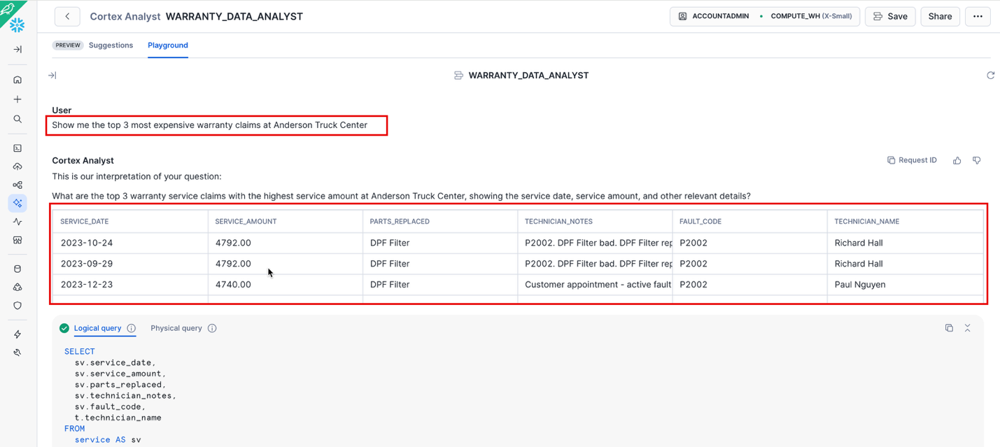 Cortex Analyst WARRANTY_DATA_ANALYST
ACCOUNTADMIN • COMPUTE_WH (X-Small) Save Share
PREVIEW Suggestions Playground
WARRANTY_DATA_ANALYST
User
Show me the top 3 most expensive warranty claims at Anderson Truck Center
Cortex Analyst Request ID
This is our interpretation of your question:
What are the top 3 warranty service claims with the highest service amount at Anderson Truck Center, showing the service date, service amount, and other relevant details?
SERVICE_DATE SERVICE_AMOUNT PARTS_REPLACED TECHNICIAN_NOTES FAULT_CODE TECHNICIAN_NAME
2023-10-24 4792.00 DPF Filter P2002. DPF Filter bad. DPF Filter rep P2002 Richard Hall
2023-09-29 4792.00 DPF Filter P2002. DPF Filter bad. DPF Filter rep P2002 Richard Hall
2023-12-23 4740.00 DPF Filter Customer appointment - active fault P2002 Paul Nguyen
Logical query Physical query
SELECT
sv.service_date,
sv.service_amount,
sv.parts_replaced,
sv.technician_notes,
sv.fault_code,
t.technician_name
FROM
service AS sv